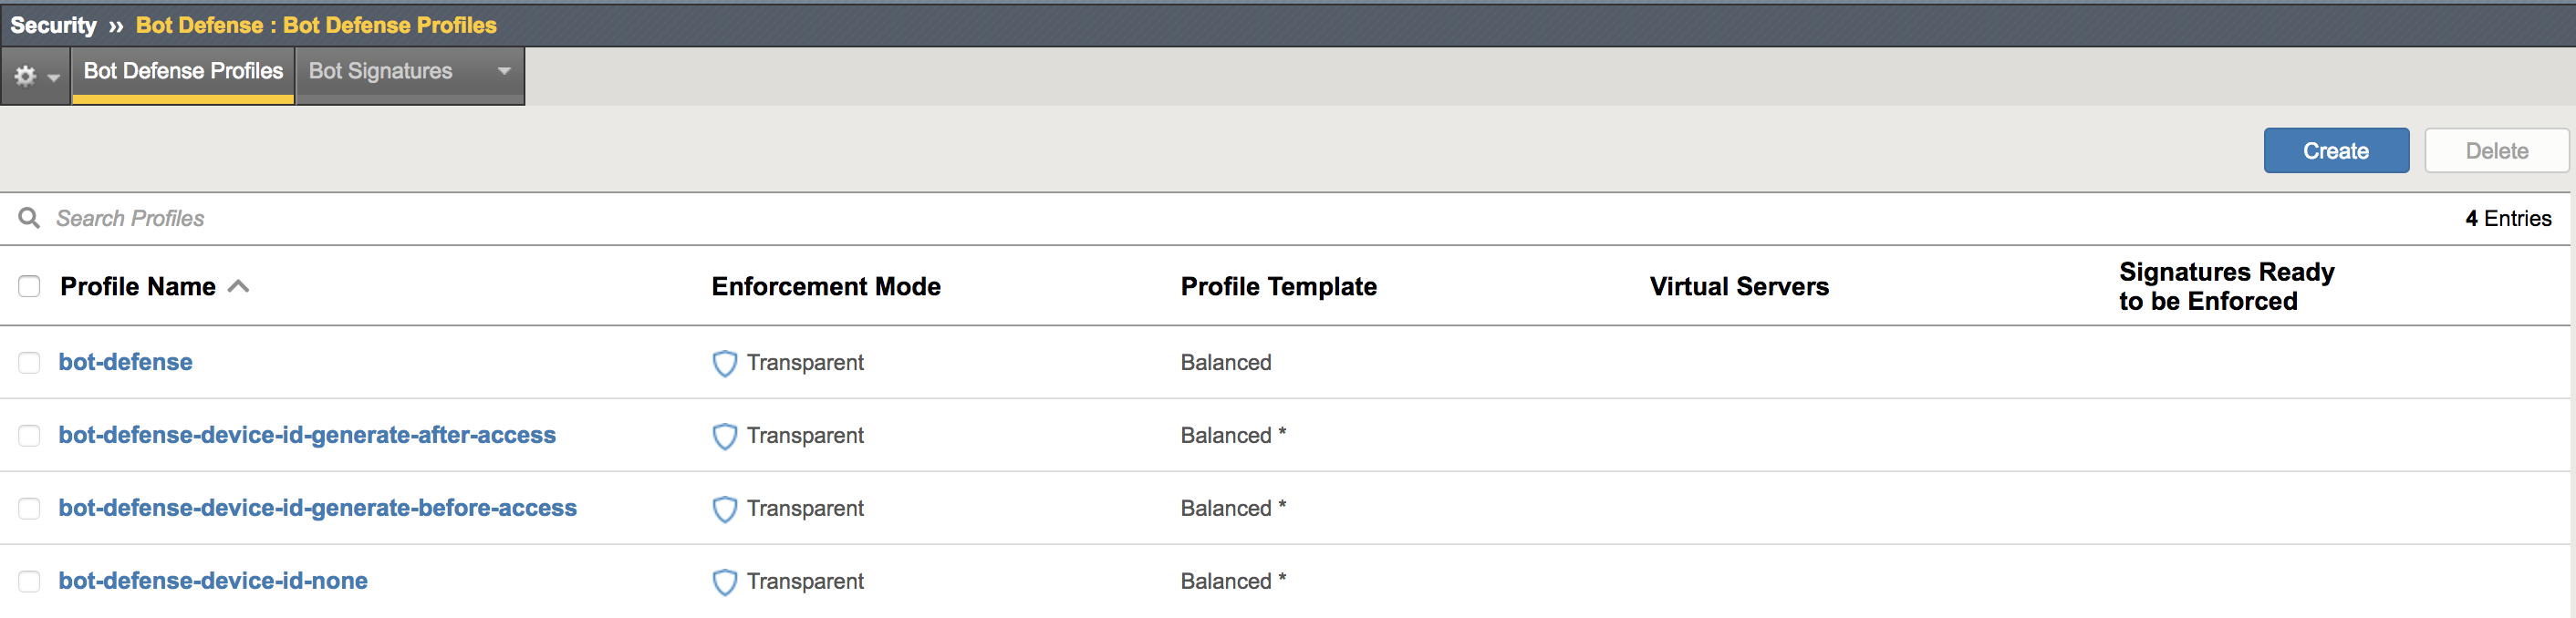 Security ›› Bot Defense : Bot Defense Profiles
Bot Defense Profiles Bot Signatures
Create Delete
Search Profiles 4 Entries
Profile Name Enforcement Mode Profile Template Virtual Servers Signatures Ready
to be Enforced
bot-defense Transparent Balanced
bot-defense-device-id-generate-after-access Transparent Balanced *
bot-defense-device-id-generate-before-access Transparent Balanced *
bot-defense-device-id-none Transparent Balanced *